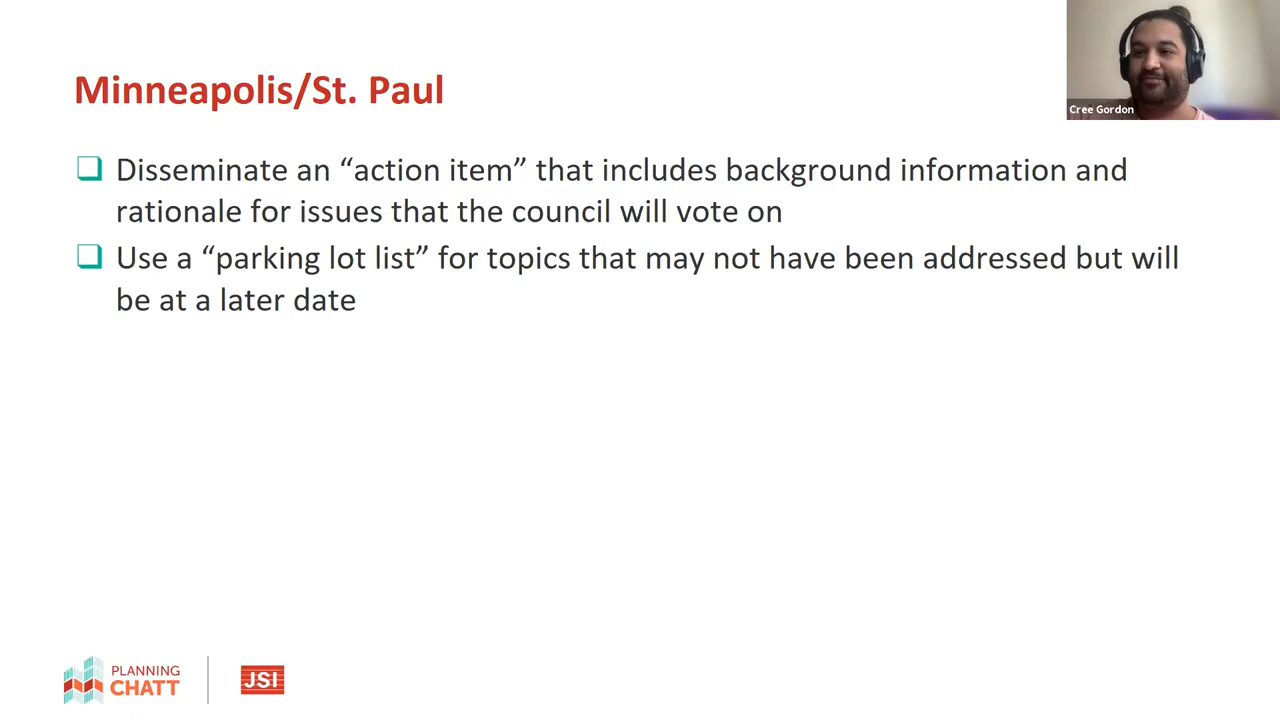 Minneapolis/St. Paul
Cree Gordon
❑ Disseminate an “action item” that includes background information and
rationale for issues that the council will vote on
❑ Use a “parking lot list” for topics that may not have been addressed but will
be at a later date
PLANNING
CHATT
JSI